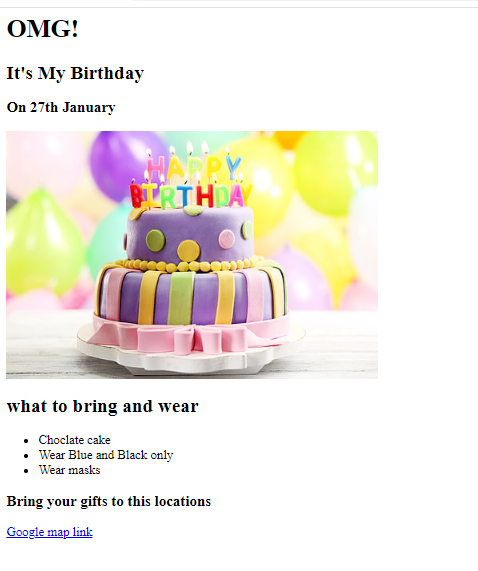 OMG!
It's My Birthday
On 27th January
HAPPY
BIRTHDAY
what to bring and wear
Choclate cake
Wear Blue and Black only
Wear masks
Bring your gifts to this locations
Google map link